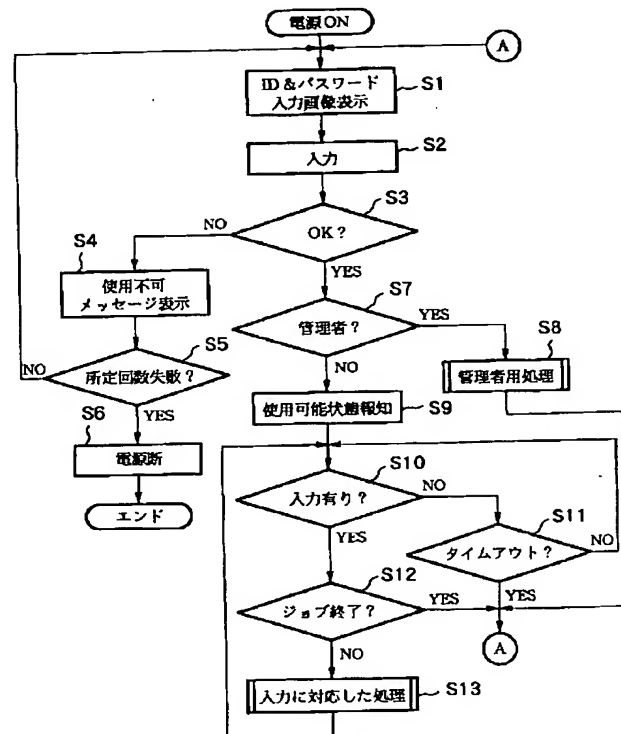 電源ON
A
ID&パスワード
入力画像表示
S1
S2
入力
S3
NO
OK?
S4
YES
S7
使用不可
メッセージ表示
管理者?
YES
S8
S5
NO
所定回数失敗?
NO
管理者用処理
S6
YES
使用可能状態報知
S9
電源断
S10
入力有り?
NO
S11
エンド
YES
タイムアウト?
NO
S12
ジョブ終了?
YES
YES
NO
A
入力に対応した処理
S13